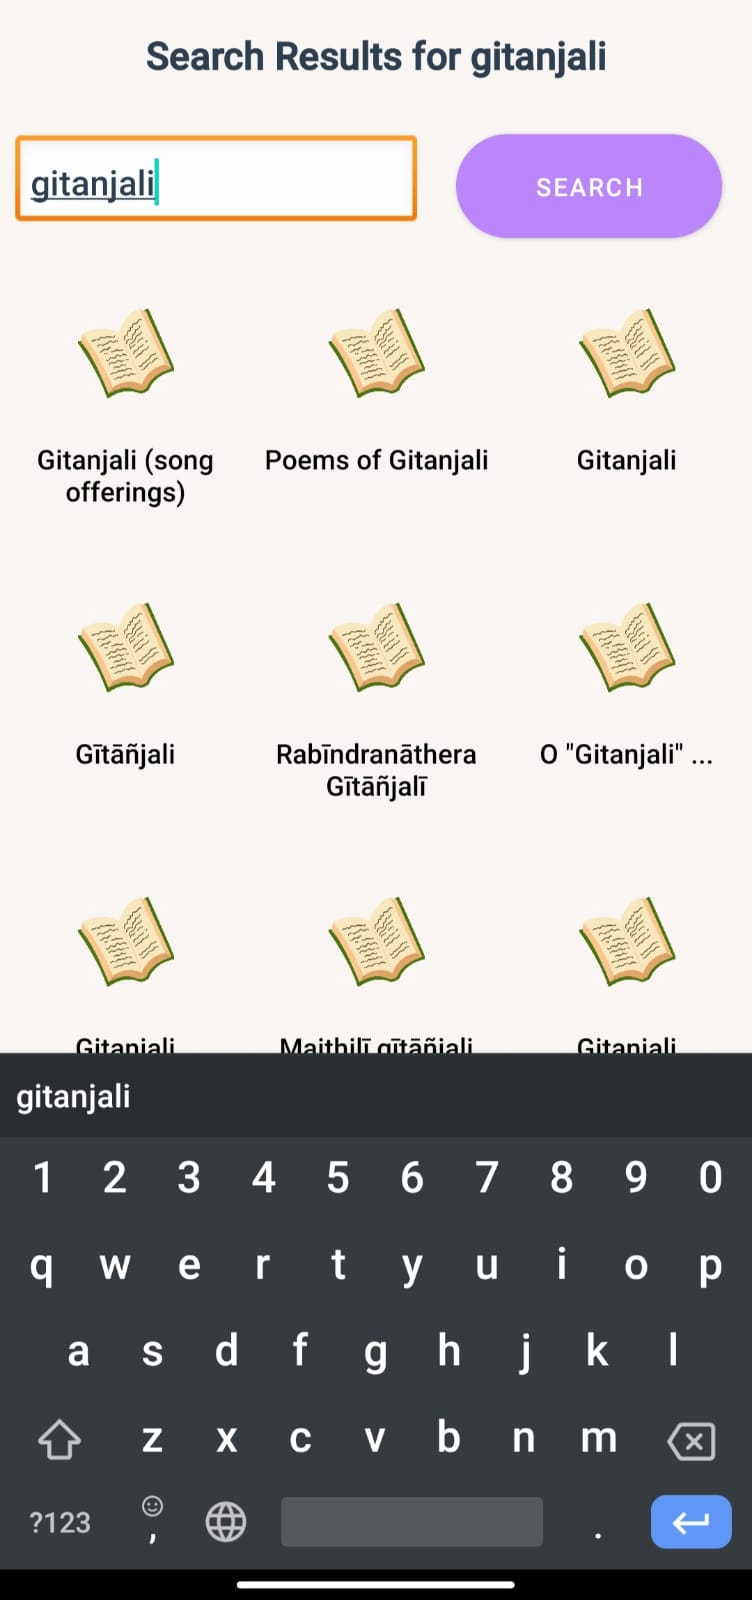 Search Results for gitanjali
gitanjali
SEARCH
Gitanjali (song
offerings)
Poems of Gitanjali
Gitanjali
Gītāñjali
Rabīndranāthera
Gītāñjalī
O "Gitanjali" ...
Gitanjali
Maithilī gītāñjali
Gitanjali
gitanjali
1 2 3 4 5 6 7 8 9 0
q w e r t y u i o p
a s d f g h j k l
z x c v b n m
?123 , .